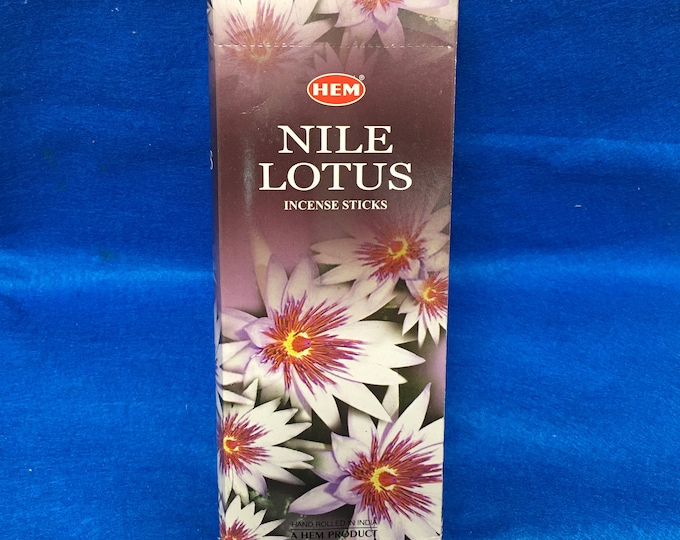 HEM®
NILE
LOTUS
INCENSE STICKS
HAND ROLLED IN INDIA
A HEM PRODUCT